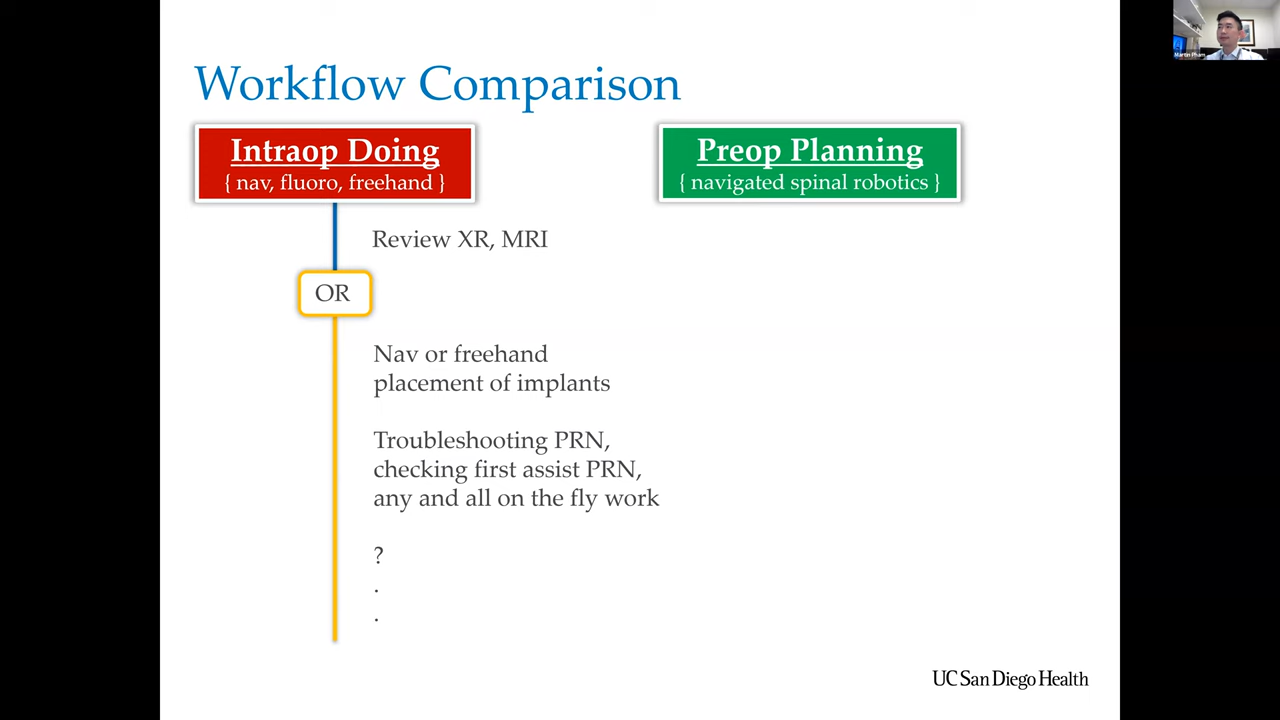 Workflow Comparison
Intraop Doing
{ nav, fluoro, freehand }
Preop Planning
{ navigated spinal robotics }
Review XR, MRI
OR
Nav or freehand
placement of implants
Troubleshooting PRN,
checking first assist PRN,
any and all on the fly work
?
.
.
UC San Diego Health
Martin Pham